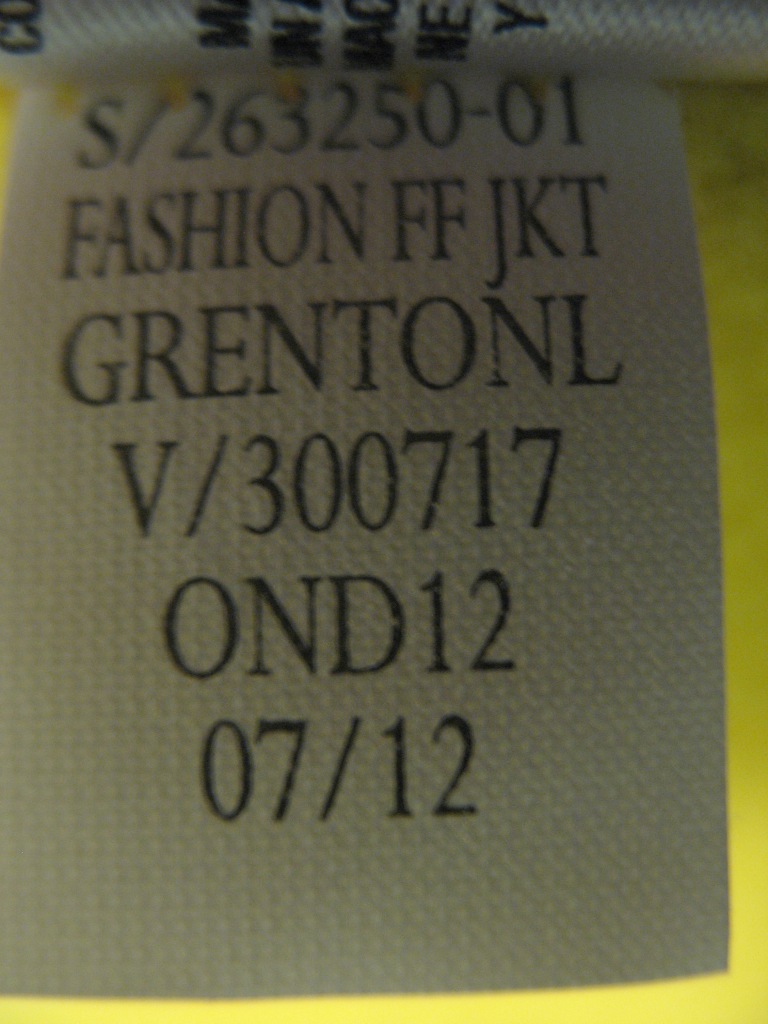 S/263250-01
FASHION FF JKT
GRENTONL
V/300717
OND12
07/12